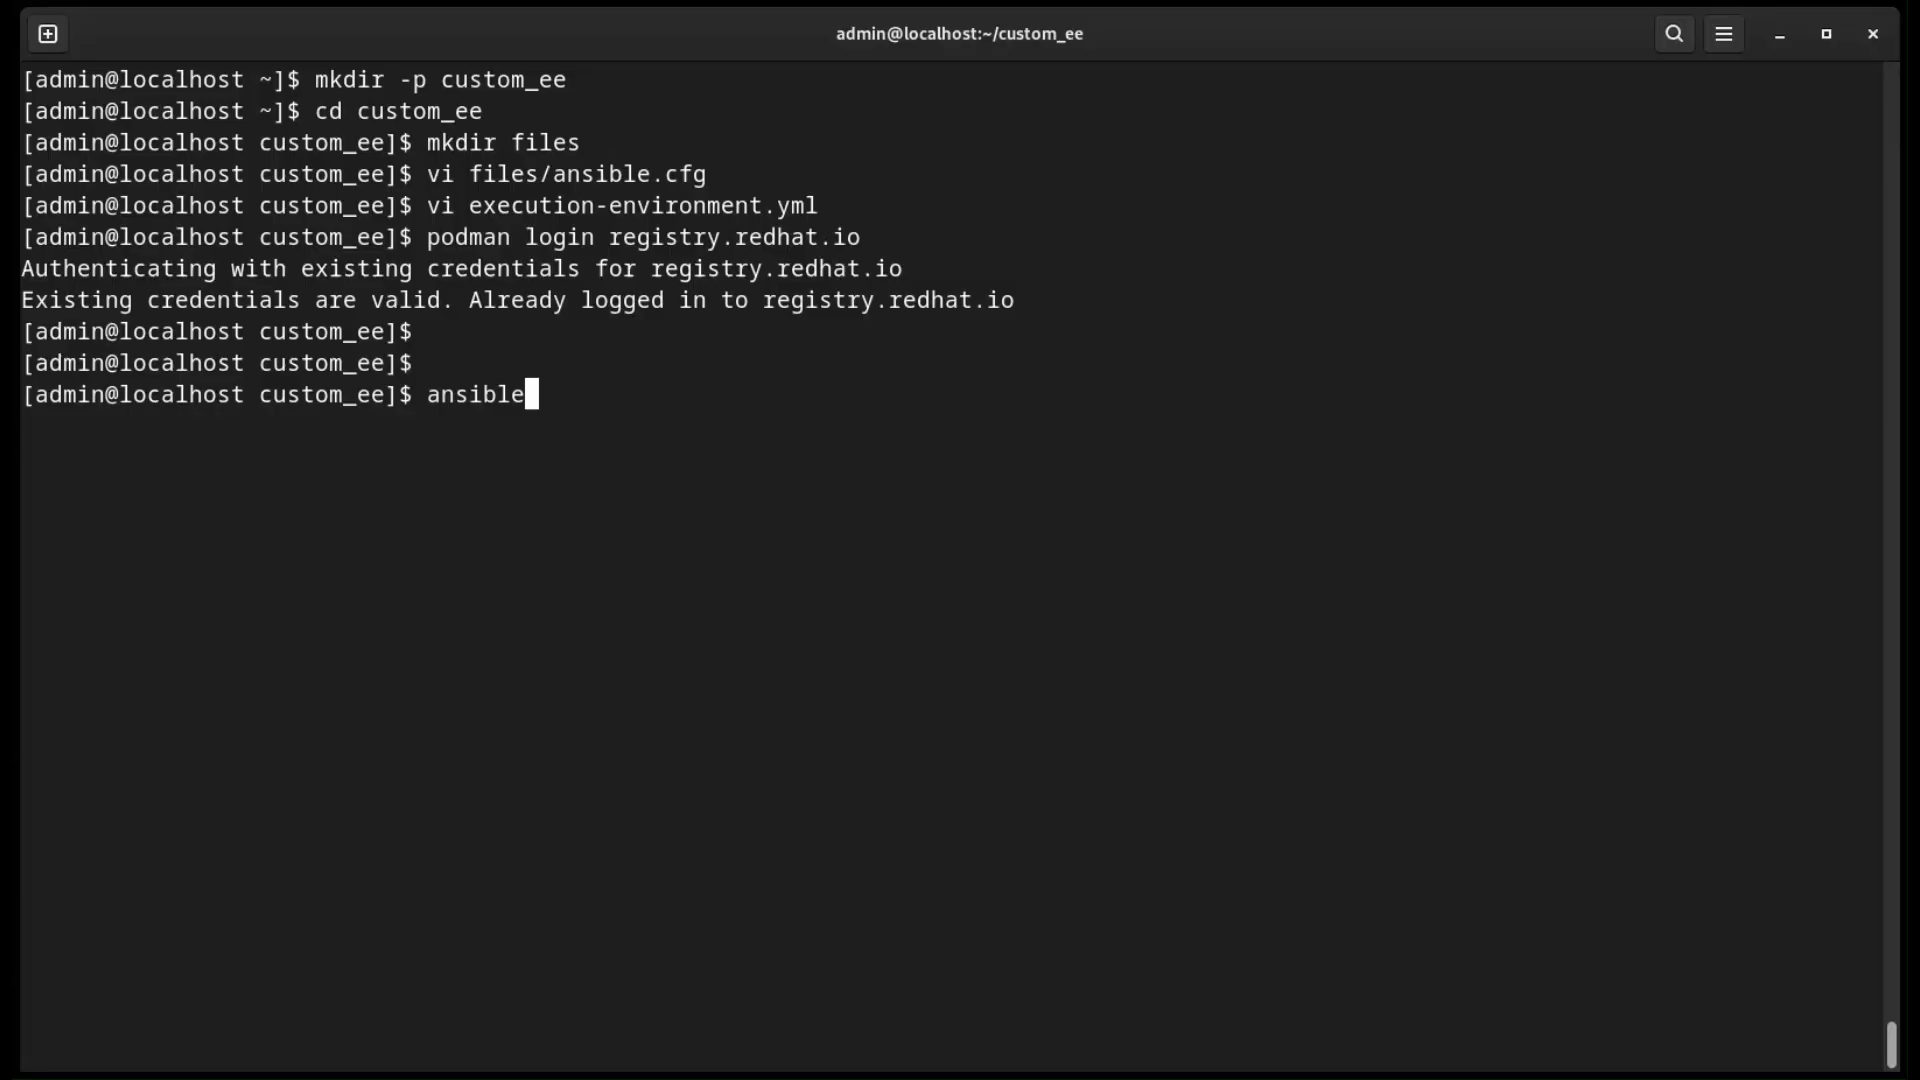 admin@localhost:~/custom_ee
[admin@localhost ~]$ mkdir -p custom_ee
[admin@localhost ~]$ cd custom_ee
[admin@localhost custom_ee]$ mkdir files
[admin@localhost custom_ee]$ vi files/ansible.cfg
[admin@localhost custom_ee]$ vi execution-environment.yml
[admin@localhost custom_ee]$ podman login registry.redhat.io
Authenticating with existing credentials for registry.redhat.io
Existing credentials are valid. Already logged in to registry.redhat.io
[admin@localhost custom_ee]$
[admin@localhost custom_ee]$
[admin@localhost custom_ee]$ ansible